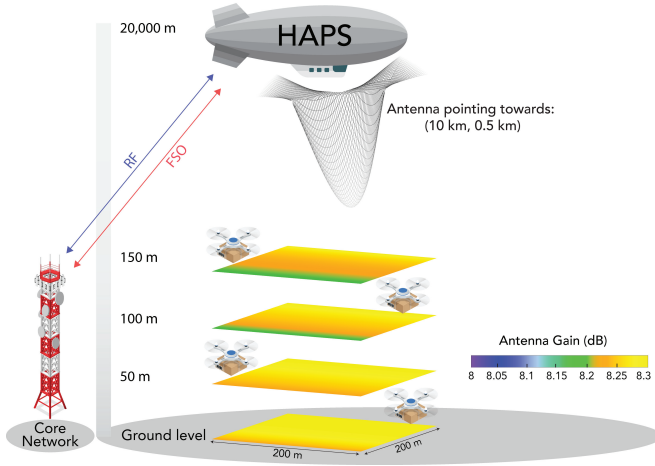 20,000 m
HAPS
Antenna pointing towards:
(10 km, 0.5 km)
RF
FSO
150 m
100 m
50 m
Antenna Gain (dB)
8 8.05 8.1 8.15 8.2 8.25 8.3
Core
Network
Ground level
200 m
200 m